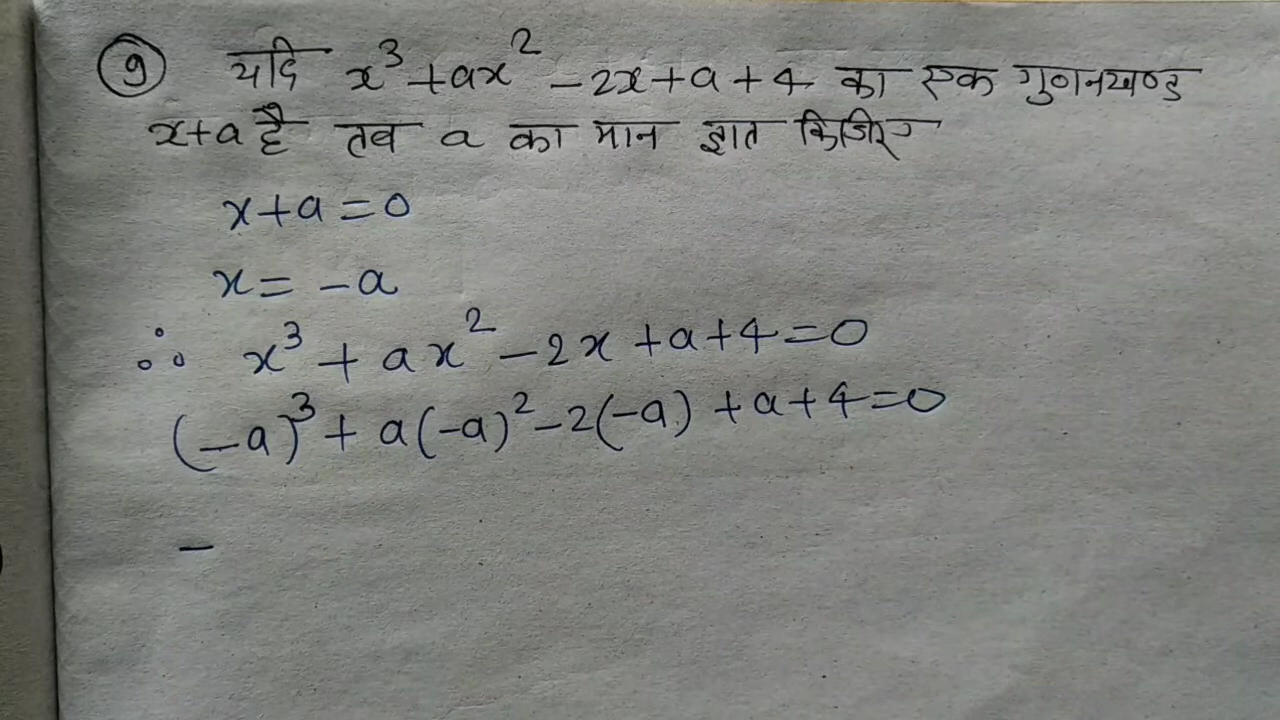 9 यदि x³+ax²-2x+a+4 का एक गुणनखण्ड
x+a है तब a का मान ज्ञात किजिए
x+a=0
x= -a
∴ x³+ax²-2x+a+4=0
(-a)³+a(-a)²-2(-a)+a+4=0
-